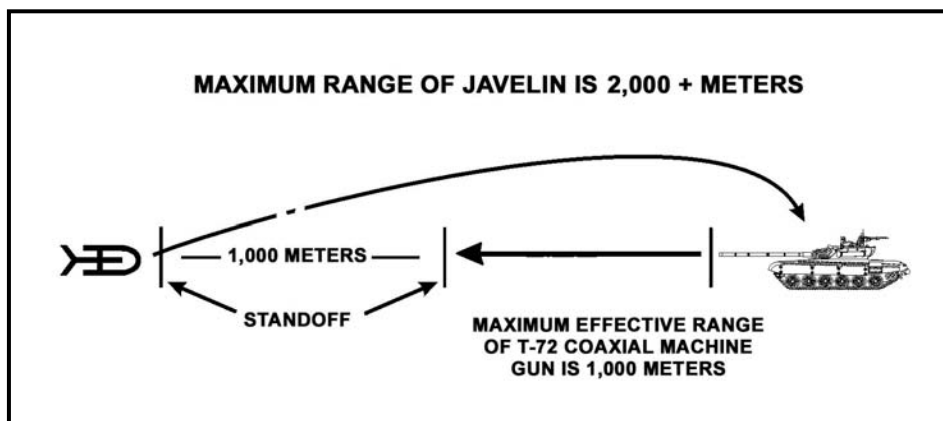 MAXIMUM RANGE OF JAVELIN IS 2,000 + METERS
1,000 METERS
STANDOFF
MAXIMUM EFFECTIVE RANGE
OF T-72 COAXIAL MACHINE
GUN IS 1,000 METERS